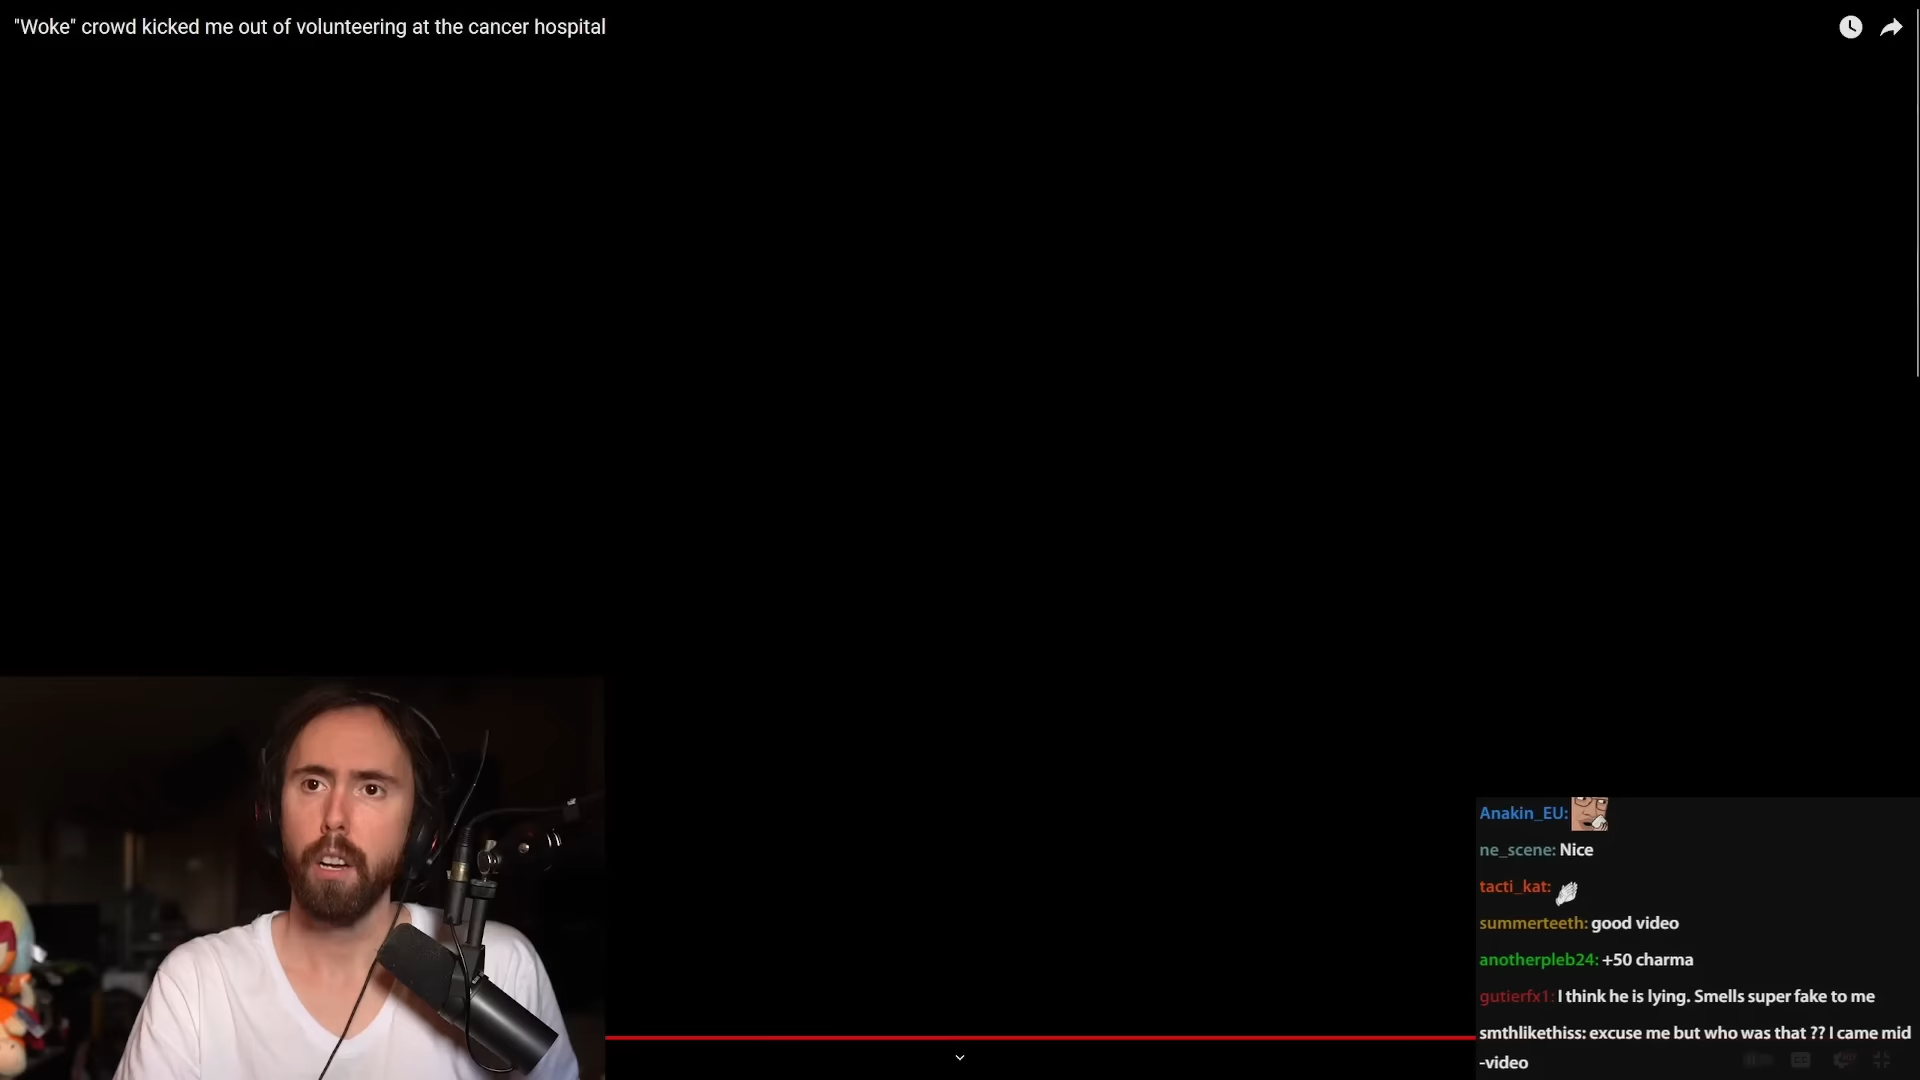 "Woke" crowd kicked me out of volunteering at the cancer hospital
Anakin_EU:
ne_scene: Nice
tacti_kat:
summerteeth: good video
anotherpleb24: +50 charma
gutierfx1: I think he is lying. Smells super fake to me
smthlikethiss: excuse me but who was that ?? I came mid
-video